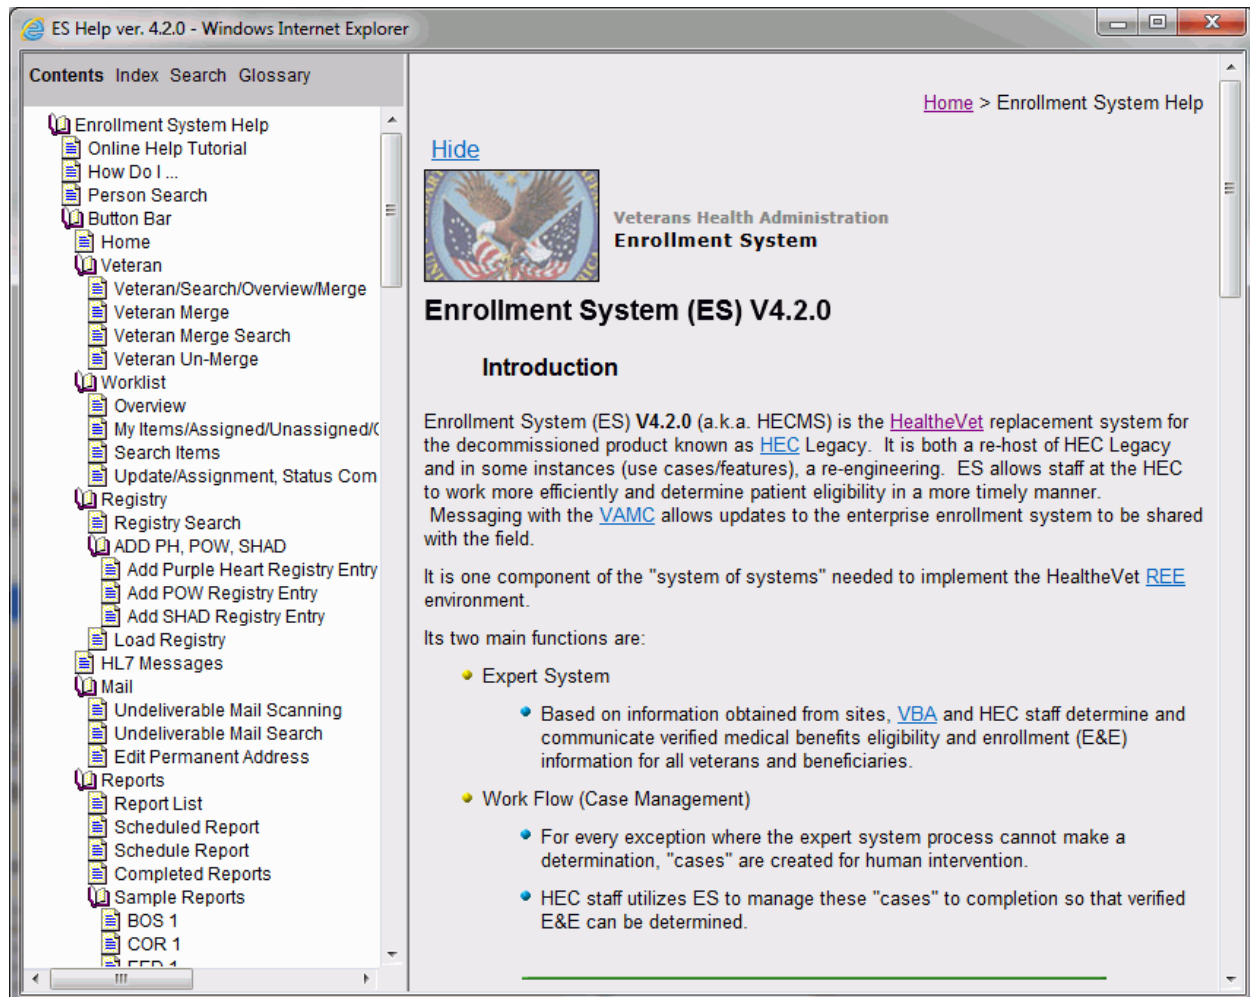 ES Help ver. 4.2.0 - Windows Internet Explorer
Contents Index Search Glossary
Enrollment System Help
Online Help Tutorial
How Do I ...
Person Search
Button Bar
Home
Veteran
Veteran/Search/Overview/Merge
Veteran Merge
Veteran Merge Search
Veteran Un-Merge
Worklist
Overview
My Items/Assigned/Unassigned/
Search Items
Update/Assignment, Status Com
Registry
Registry Search
ADD PH, POW, SHAD
Add Purple Heart Registry Entry
Add POW Registry Entry
Add SHAD Registry Entry
Load Registry
HL7 Messages
Mail
Undeliverable Mail Scanning
Undeliverable Mail Search
Edit Permanent Address
Reports
Report List
Scheduled Report
Schedule Report
Completed Reports
Sample Reports
BOS 1
COR 1
Home > Enrollment System Help
Hide
Veterans Health Administration
Enrollment System
Enrollment System (ES) V4.2.0
Introduction
Enrollment System (ES) V4.2.0 (a.k.a. HECMS) is the HealtheVet replacement system for
the decommissioned product known as HEC Legacy. It is both a re-host of HEC Legacy
and in some instances (use cases/features), a re-engineering. ES allows staff at the HEC
to work more efficiently and determine patient eligibility in a more timely manner.
Messaging with the VAMC allows updates to the enterprise enrollment system to be shared
with the field.
It is one component of the "system of systems" needed to implement the HealtheVet REE
environment.
Its two main functions are:
Expert System
Based on information obtained from sites, VBA and HEC staff determine and
communicate verified medical benefits eligibility and enrollment (E&E)
information for all veterans and beneficiaries.
Work Flow (Case Management)
For every exception where the expert system process cannot make a
determination, "cases" are created for human intervention.
HEC staff utilizes ES to manage these "cases" to completion so that verified
E&E can be determined.